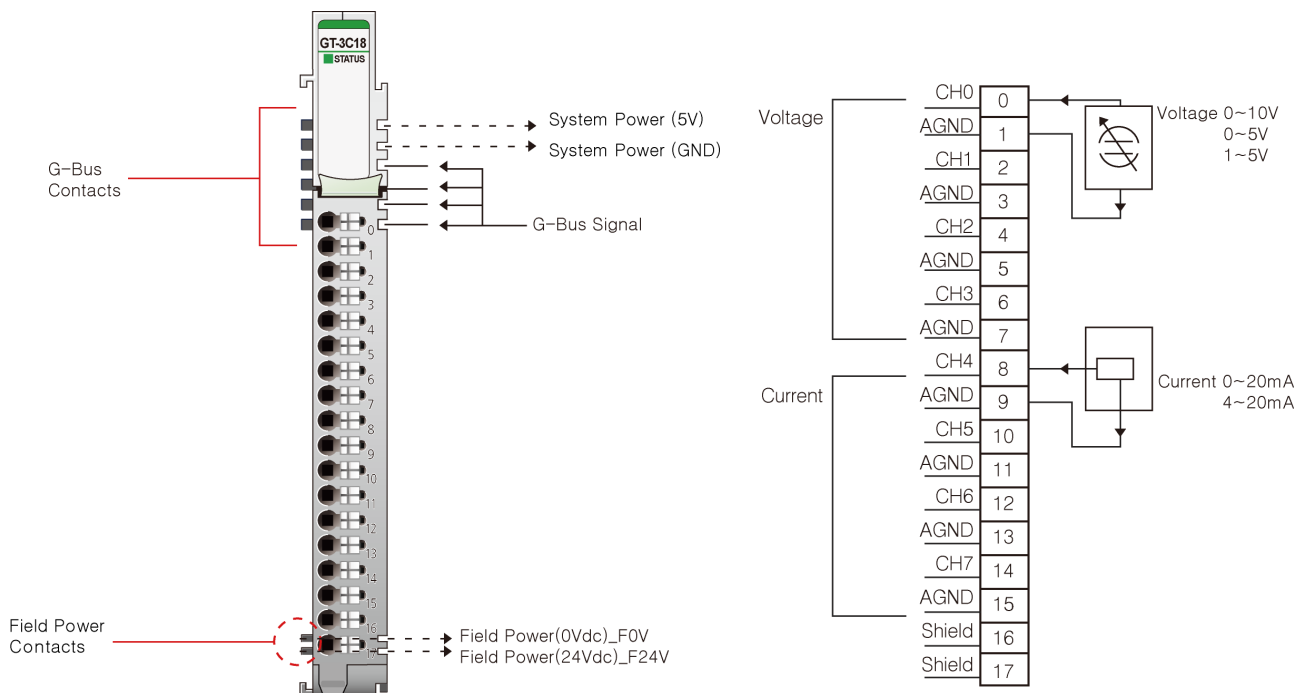 GT-3C18
STATUS
System Power (5V)
System Power (GND)
G-Bus
Contacts
G-Bus Signal
0
1
2
3
4
5
6
7
8
9
10
11
12
13
14
15
16
17
Field Power
Contacts
Field Power(0Vdc)_F0V
Field Power(24Vdc)_F24V
Voltage
Current
CH0 0
AGND 1
CH1 2
AGND 3
CH2 4
AGND 5
CH3 6
AGND 7
CH4 8
AGND 9
CH5 10
AGND 11
CH6 12
AGND 13
CH7 14
AGND 15
Shield 16
Shield 17
Voltage 0~10V
0~5V
1~5V
Current 0~20mA
4~20mA